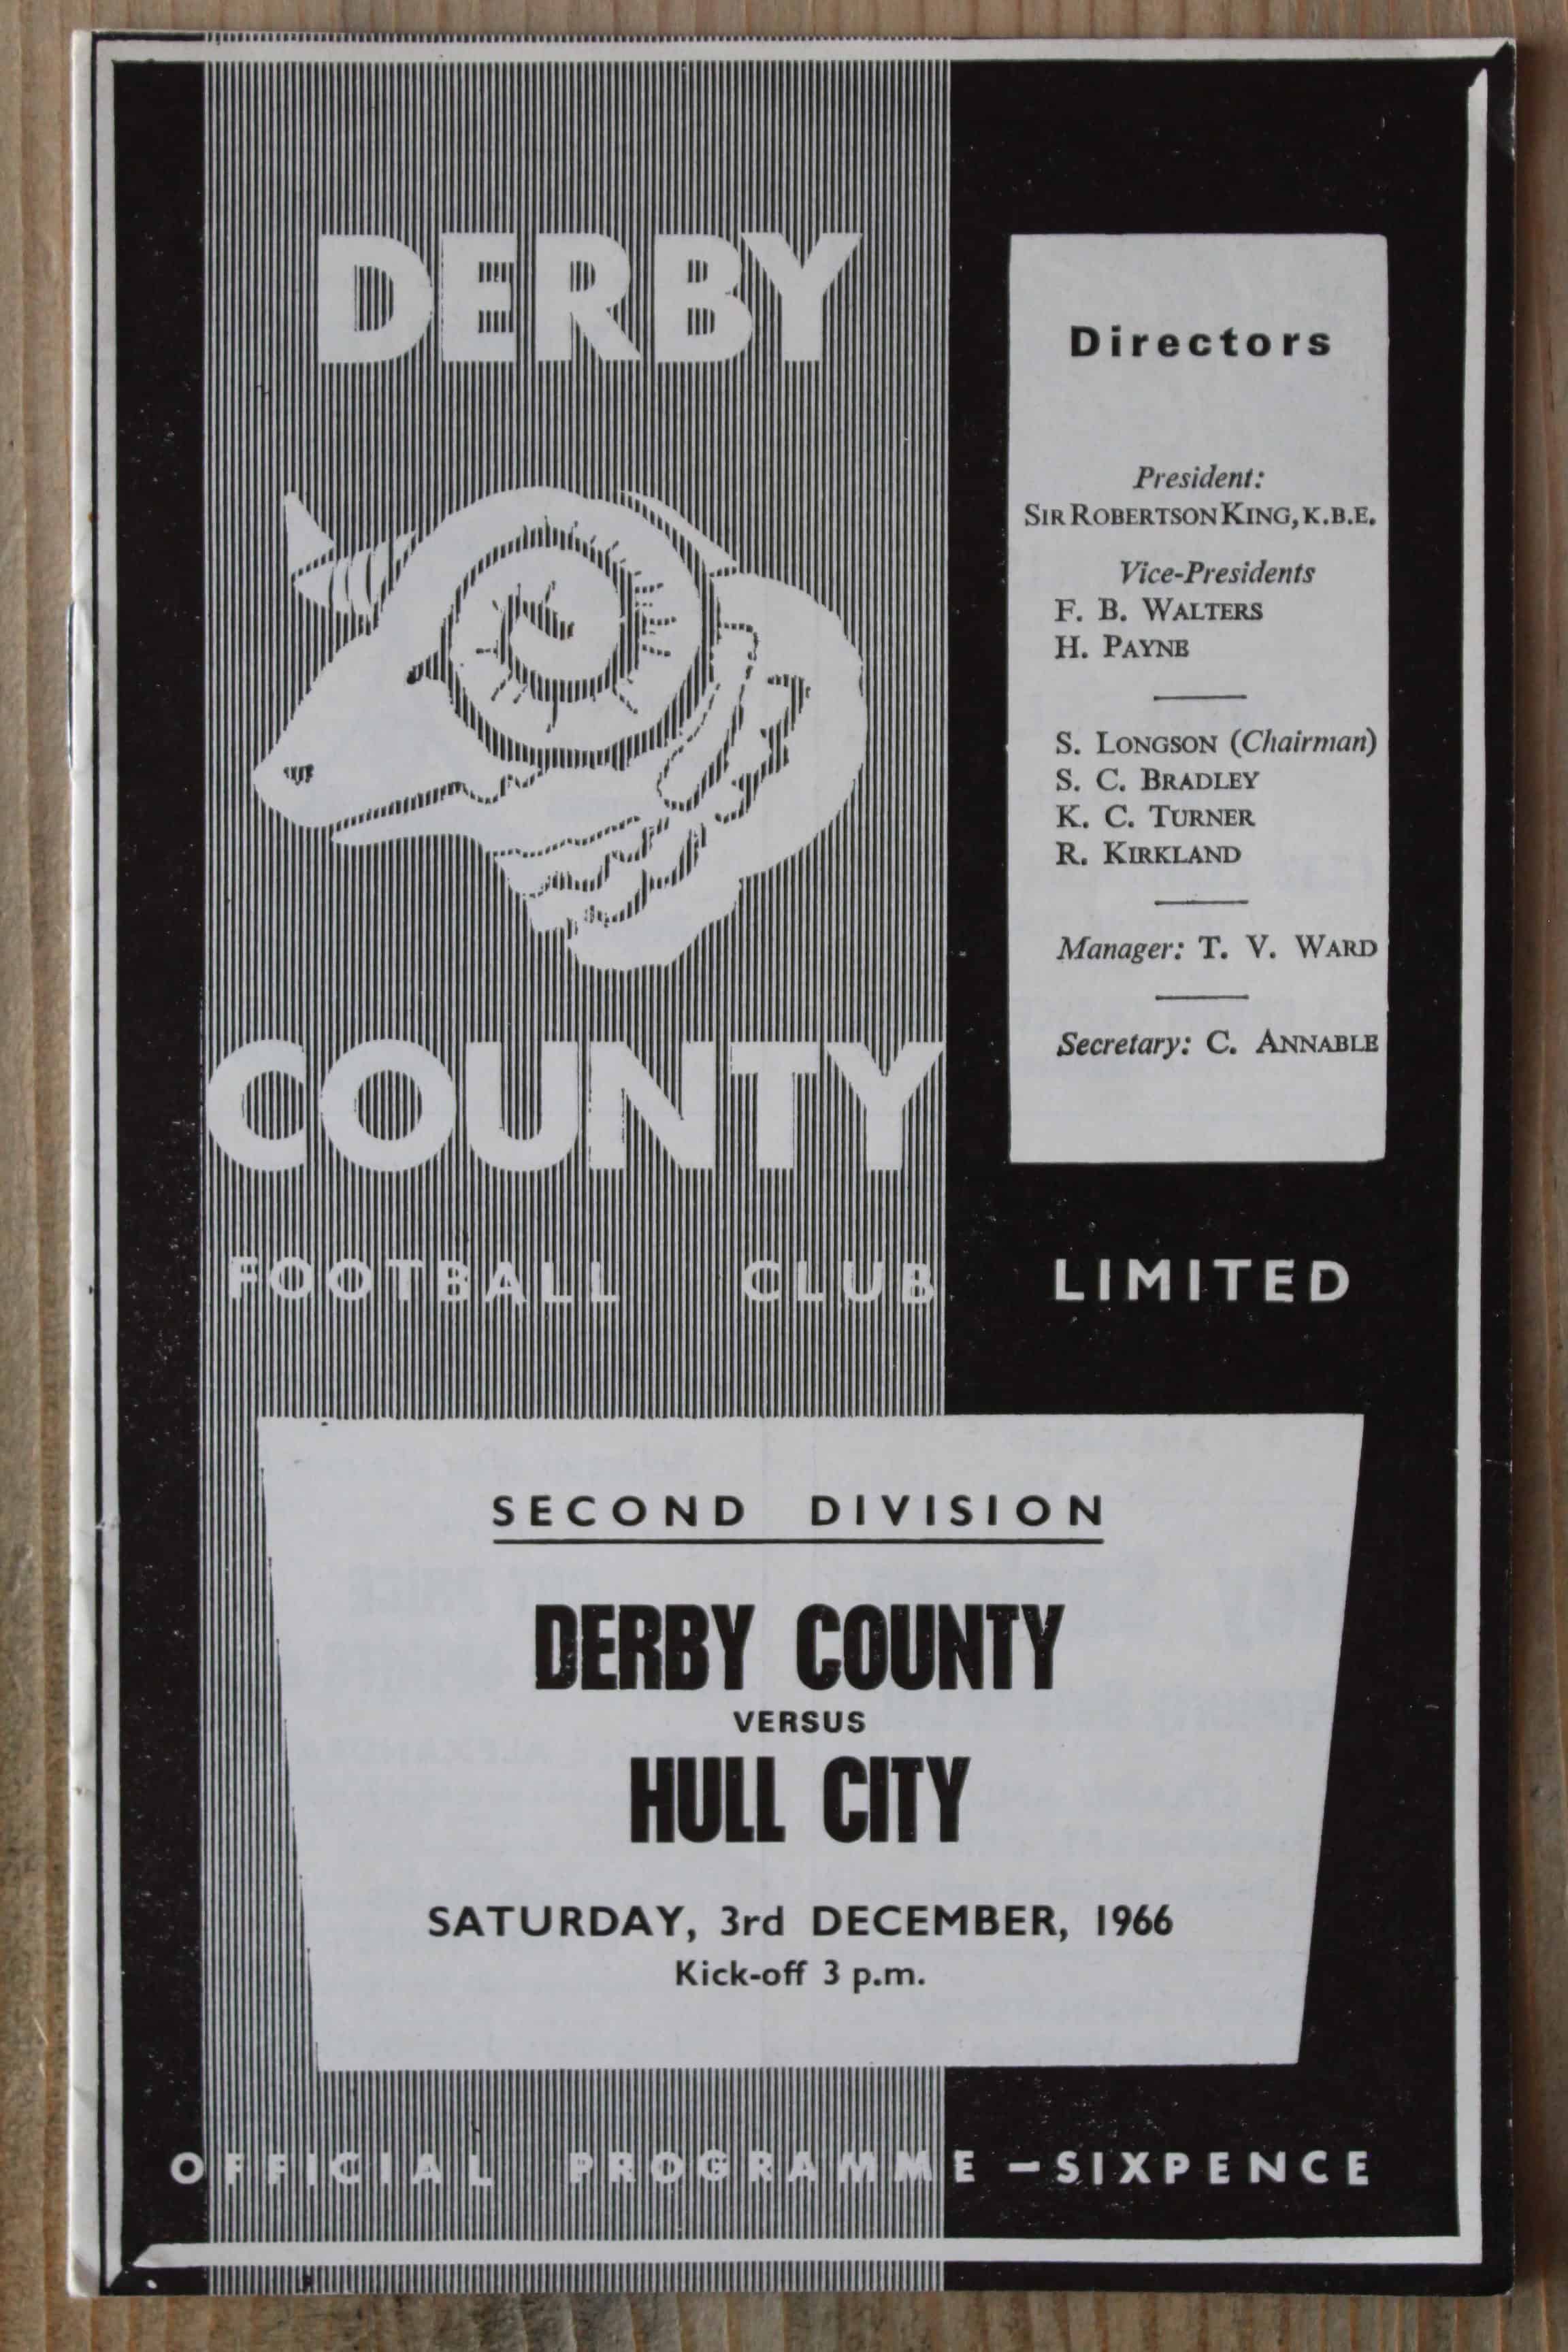 DERBY
COUNTY
FOOTBALL CLUB LIMITED
Directors
President:
SIR ROBERTSON KING, K.B.E.
Vice-Presidents
F. B. WALTERS
H. PAYNE
S. LONGSON (Chairman)
S. C. BRADLEY
K. C. TURNER
R. KIRKLAND
Manager: T. V. WARD
Secretary: C. ANNABLE
SECOND DIVISION
DERBY COUNTY
VERSUS
HULL CITY
SATURDAY, 3rd DECEMBER, 1966
Kick-off 3 p.m.
OFFICIAL PROGRAMME — SIXPENCE